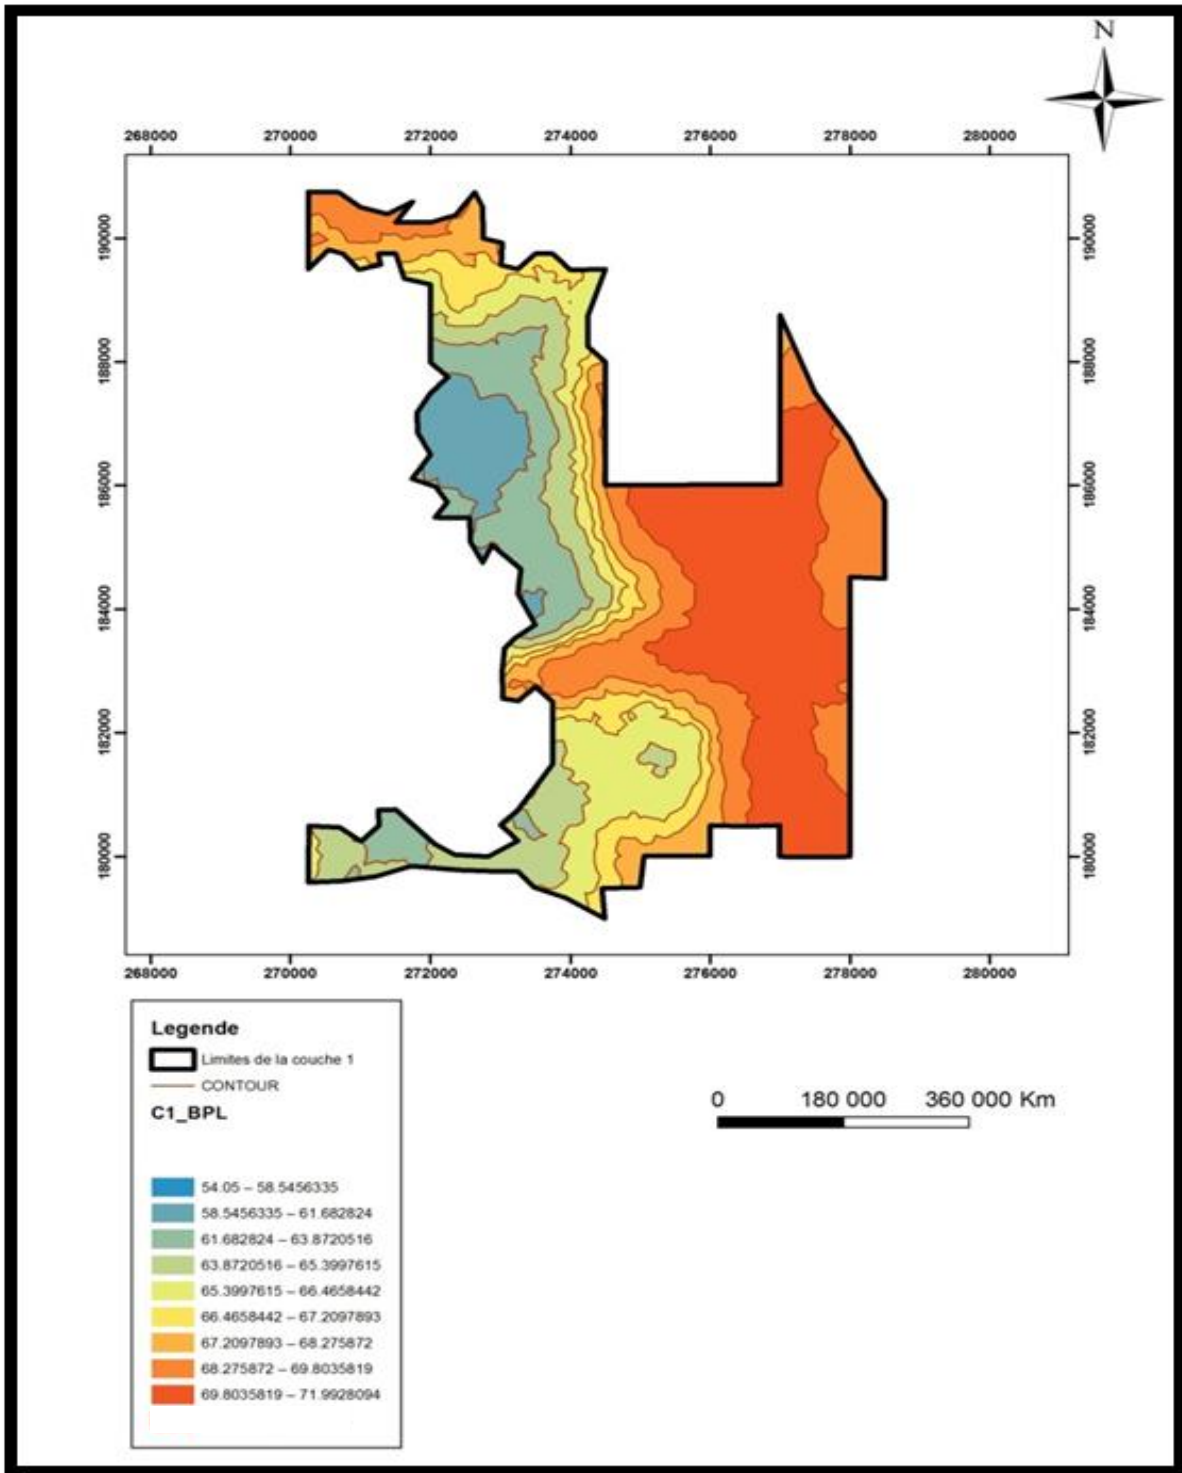 N
268000 270000 272000 274000 276000 278000 280000
190000 190000
188000 188000
186000 186000
184000 184000
182000 182000
180000 180000
268000 270000 272000 274000 276000 278000 280000
Legende
Limites de la couche 1
CONTOUR
C1_BPL
0 180 000 360 000 Km
54.05 – 58.5456335
58.5456335 – 61.682824
61.682824 – 63.8720516
63.8720516 – 65.3997615
65.3997615 – 66.4658442
66.4658442 – 67.2097893
67.2097893 – 68.275872
68.275872 – 69.8035819
69.8035819 – 71.9928094